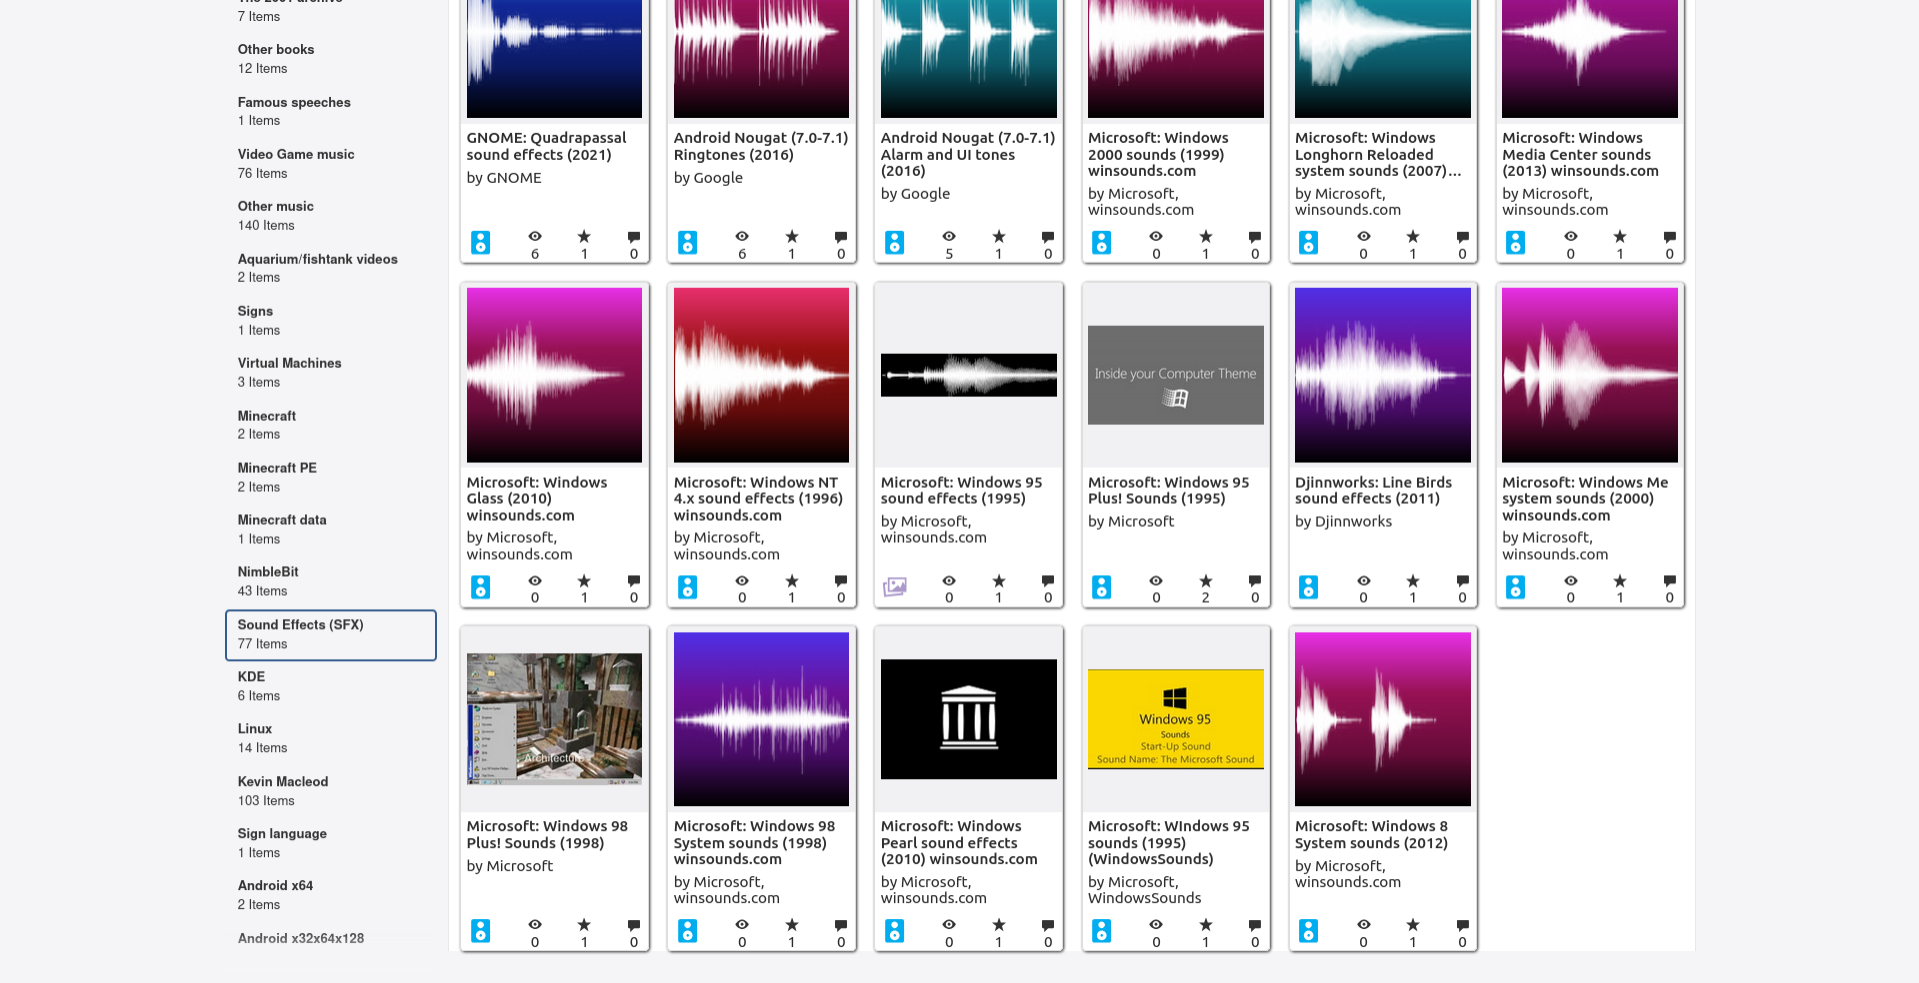 7 Items
Other books
12 Items
Famous speeches
1 Items
Video Game music
76 Items
Other music
140 Items
Aquarium/fishtank videos
2 Items
Signs
1 Items
Virtual Machines
3 Items
Minecraft
2 Items
Minecraft PE
2 Items
Minecraft data
1 Items
NimbleBit
43 Items
Sound Effects (SFX)
77 Items
KDE
6 Items
Linux
14 Items
Kevin Macleod
103 Items
Sign language
1 Items
Android x64
2 Items
Android x32x64x128
GNOME: Quadrapassal
sound effects (2021)
by GNOME
6
1
0
Android Nougat (7.0-7.1)
Ringtones (2016)
by Google
6
1
0
Android Nougat (7.0-7.1)
Alarm and UI tones
(2016)
by Google
5
1
0
Microsoft: Windows
2000 sounds (1999)
winsounds.com
by Microsoft,
winsounds.com
0
1
0
Microsoft: Windows
Longhorn Reloaded
system sounds (2007)...
by Microsoft,
winsounds.com
0
1
0
Microsoft: Windows
Media Center sounds
(2013) winsounds.com
by Microsoft,
winsounds.com
0
1
0
Microsoft: Windows
Glass (2010)
winsounds.com
by Microsoft,
winsounds.com
0
1
0
Microsoft: Windows NT
4.x sound effects (1996)
winsounds.com
by Microsoft,
winsounds.com
0
1
0
Microsoft: Windows 95
sound effects (1995)
by Microsoft,
winsounds.com
0
1
0
Inside your Computer Theme
Microsoft: Windows 95
Plus! Sounds (1995)
by Microsoft
0
2
0
Djinnworks: Line Birds
sound effects (2011)
by Djinnworks
0
1
0
Microsoft: Windows Me
system sounds (2000)
winsounds.com
by Microsoft,
winsounds.com
0
1
0
Architecture
Microsoft: Windows 98
Plus! Sounds (1998)
by Microsoft
0
1
0
Microsoft: Windows 98
System sounds (1998)
winsounds.com
by Microsoft,
winsounds.com
0
1
0
Microsoft: Windows
Pearl sound effects
(2010) winsounds.com
by Microsoft,
winsounds.com
0
1
0
Windows 95
Sounds
Start-Up Sound
Sound Name: The Microsoft Sound
Microsoft: WIndows 95
sounds (1995)
(WindowsSounds)
by Microsoft,
WindowsSounds
0
1
0
Microsoft: Windows 8
System sounds (2012)
by Microsoft,
winsounds.com
0
1
0